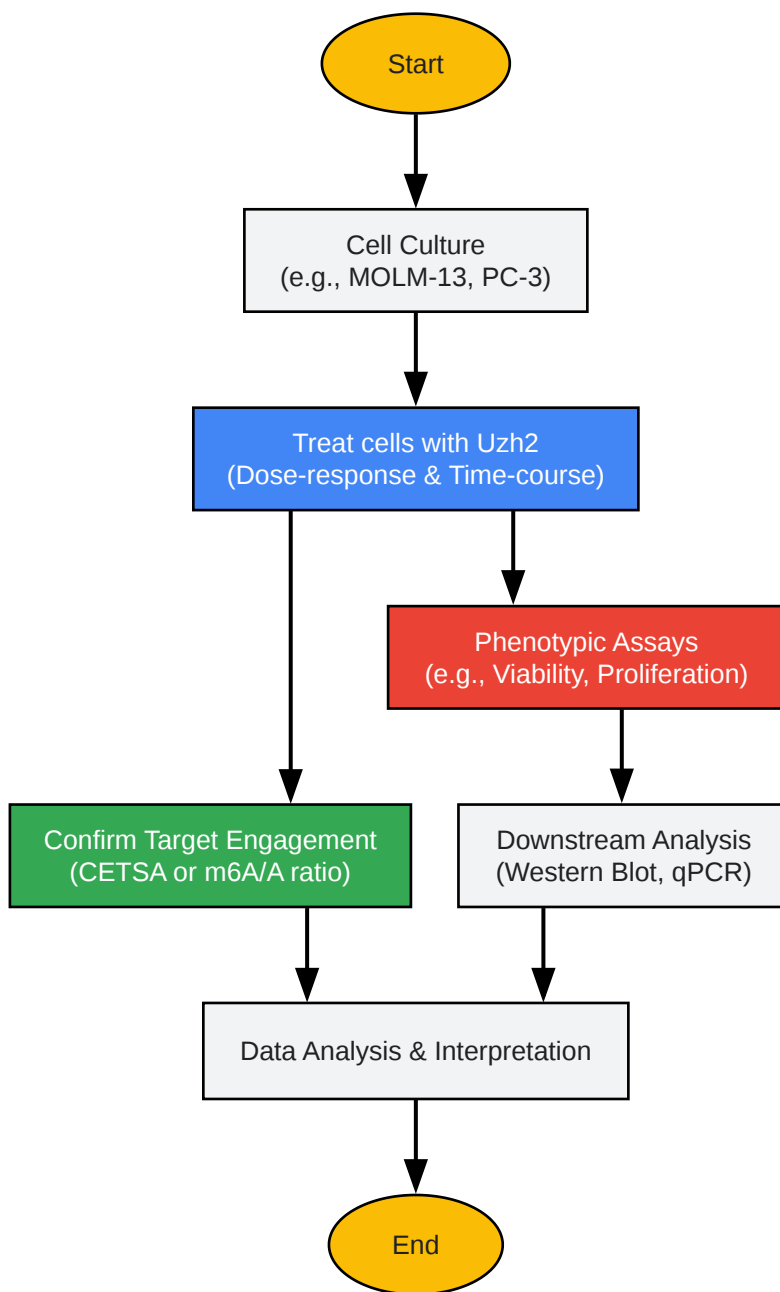 Start
Cell Culture
(e.g., MOLM-13, PC-3)
Treat cells with Uzh2
(Dose-response & Time-course)
Phenotypic Assays
(e.g., Viability, Proliferation)
Confirm Target Engagement
(CETSA or m6A/A ratio)
Downstream Analysis
(Western Blot, qPCR)
Data Analysis & Interpretation
End